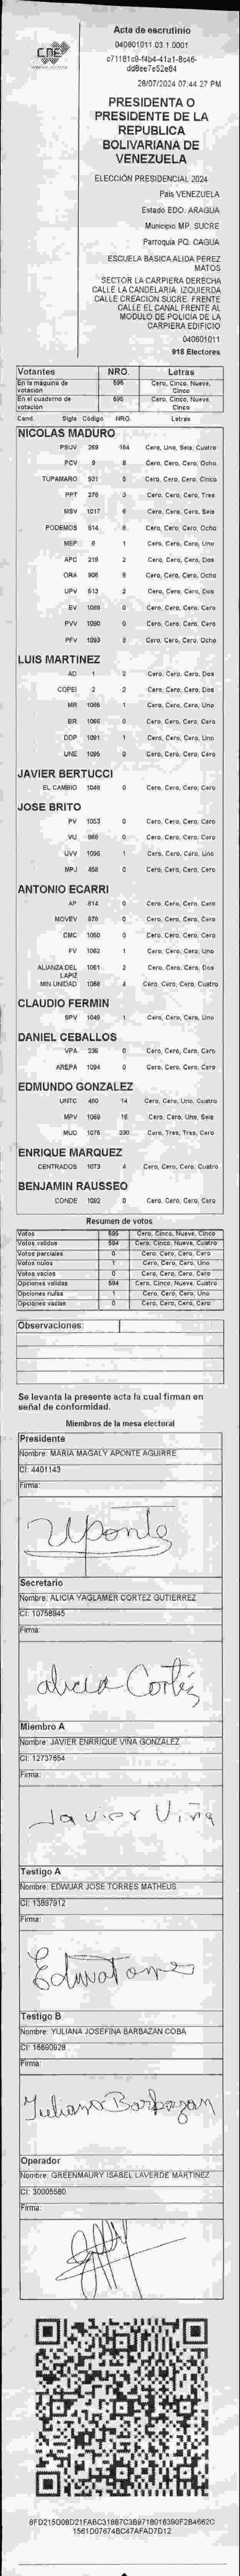 CNE
Acta de escrutinio
040601011.03.1.0001
28/07/2024 07:44 27 PM
PRESIDENTA O
PRESIDENTE DE LA
REPUBLICA
BOLIVARIANA DE
VENEZUELA
ELECCIÓN PRESIDENCIAL 2024
País VENEZUELA
Estado EDO. ARAGUA
Municipio MP. SUCRE
Parroquia PQ. CAGUA
ESCUELA BASICA ALIDA PEREZ
MATOS
SECTOR LA CARPIERA DERECHA
CALLE LA CANDELARIA. IZQUIERDA
CALLE CREACION SUCRE. FRENTE
CALLE EL CANAL FRENTE AL
MODULO DE POLICIA DE LA
CARPIERA EDIFICIO
040601011
918 Electores
Votantes NRO. Letras
En la máquina de votación 595 Cero, Cinco, Nueve, Cinco
En el cuaderno de votación 595 Cero, Cinco, Nueve, Cinco
Cand. Sigla Código NRO. Letras
NICOLAS MADURO
PSUV 269 164 Cero, Uno, Seis, Cuatro
PCV 9 8 Cero, Cero, Cero, Ocho
TUPAMARO 531 5 Cero, Cero, Cero, Cinco
PPT 276 3 Cero, Cero, Cero, Tres
MSV 1017 6 Cero, Cero, Cero, Seis
PODEMOS 514 8 Cero, Cero, Cero, Ocho
MEP 6 1 Cero, Cero, Cero, Uno
APC 219 2 Cero, Cero, Cero, Dos
ORA 906 8 Cero, Cero, Cero, Ocho
UPV 513 2 Cero, Cero, Cero, Dos
EV 1089 0 Cero, Cero, Cero, Cero
PVV 1090 0 Cero, Cero, Cero, Cero
PFV 1093 8 Cero, Cero, Cero, Ocho
LUIS MARTINEZ
AD 1 2 Cero, Cero, Cero, Dos
COPEI 2 2 Cero, Cero, Cero, Dos
MR 1065 1 Cero, Cero, Cero, Uno
BR 1066 0 Cero, Cero, Cero, Cero
DDP 1091 1 Cero, Cero, Cero, Uno
UNE 1095 0 Cero, Cero, Cero, Cero
JAVIER BERTUCCI
EL CAMBIO 1048 0 Cero, Cero, Cero, Cero
JOSE BRITO
PV 1053 0 Cero, Cero, Cero, Cero
VU 868 0 Cero, Cero, Cero, Cero
UVV 1096 1 Cero, Cero, Cero, Uno
MPJ 458 0 Cero, Cero, Cero, Cero
ANTONIO ECARRI
AP 814 0 Cero, Cero, Cero, Cero
MOVEV 878 0 Cero, Cero, Cero, Cero
CMC 1050 0 Cero, Cero, Cero, Cero
FV 1062 1 Cero, Cero, Cero, Uno
ALIANZA DEL LAPIZ 1061 2 Cero, Cero, Cero, Dos
MIN UNIDAD 1068 4 Cero, Cero, Cero, Cuatro
CLAUDIO FERMIN
SPV 1049 1 Cero, Cero, Cero, Uno
DANIEL CEBALLOS
VPA 235 0 Cero, Cero, Cero, Cero
AREPA 1094 0 Cero, Cero, Cero, Cero
EDMUNDO GONZALEZ
UNTC 460 14 Cero, Cero, Uno, Cuatro
MPV 1069 16 Cero, Cero, Uno, Seis
MUD 1075 330 Cero, Tres, Tres, Cero
ENRIQUE MARQUEZ
CENTRADOS 1073 4 Cero, Cero, Cero, Cuatro
BENJAMIN RAUSSEO
CONDE 1092 0 Cero, Cero, Cero, Cero
Resumen de votos
Votos 595 Cero, Cinco, Nueve, Cinco
Votos validos 594 Cero, Cinco, Nueve, Cuatro
Votos parciales 0 Cero, Cero, Cero, Cero
Votos nulos 1 Cero, Cero, Cero, Uno
Votos vacios 0 Cero, Cero, Cero, Cero
Opciones validas 594 Cero, Cinco, Nueve, Cuatro
Opciones nulas 1 Cero, Cero, Cero, Uno
Opciones vacias 0 Cero, Cero, Cero, Cero
Observaciones:
Se levanta la presente acta la cual firman en
señal de conformidad.
Miembros de la mesa electoral
Presidente
Nombre: MARIA MAGALY APONTE AGUIRRE
CI: 4401143
Firma:
Secretario
Nombre: ALICIA YAGLAMER CORTEZ GUTIERREZ
CI: 10758945
Firma:
alicia Cortés
Miembro A
Nombre: JAVIER ENRRIQUE VIÑA GONZALEZ
CI: 12737654
Firma:
Javier Viña
Testigo A
Nombre: EDWUAR JOSE TORRES MATHEUS
CI: 13897912
Firma:
Testigo B
Nombre: YULIANA JOSEFINA BARBAZAN COBA
CI: 16690928
Firma:
Yuliana Barbazan
Operador
Nombre: GREENMAURY ISABEL LAVERDE MARTINEZ
CI: 30005580
Firma: